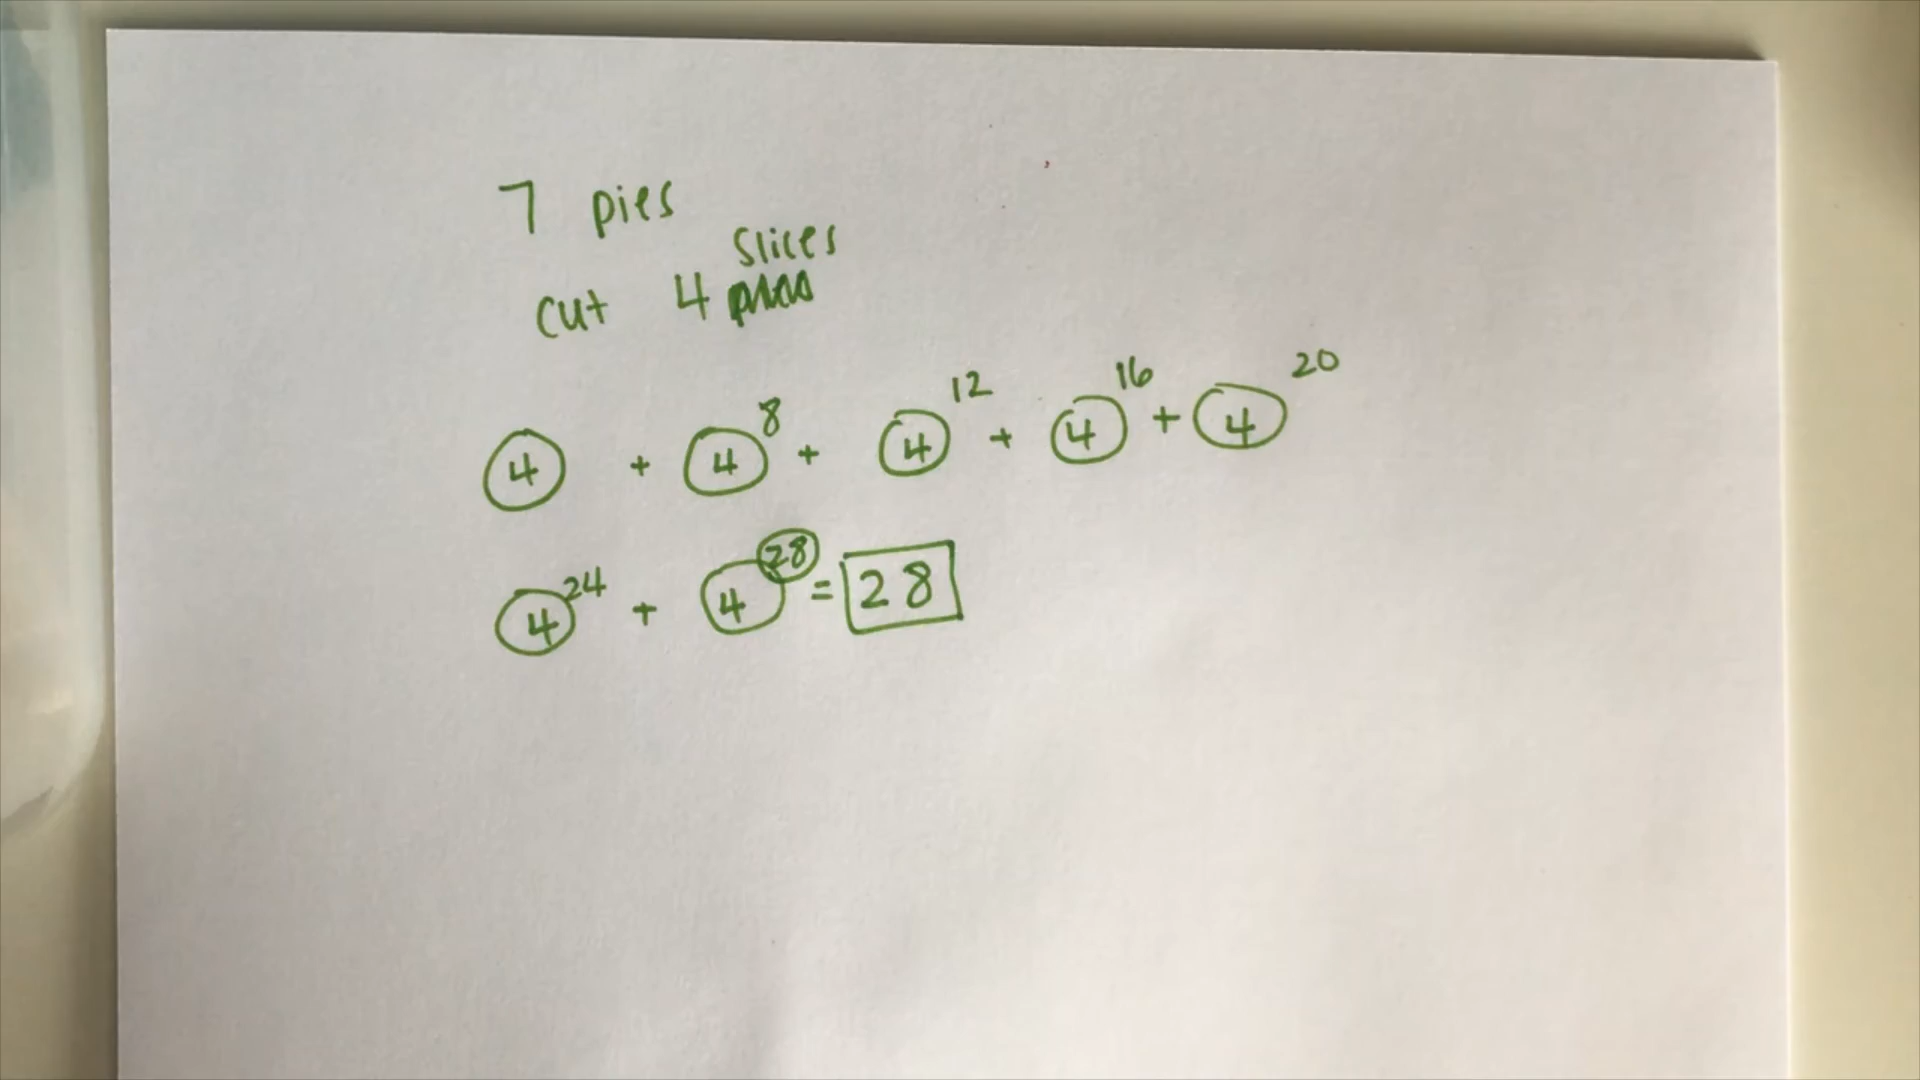 7 pies
slices
cut 4
4 + 4 8 + 4 12 + 4 16 + 4 20
4 24 + 4 28 = 28